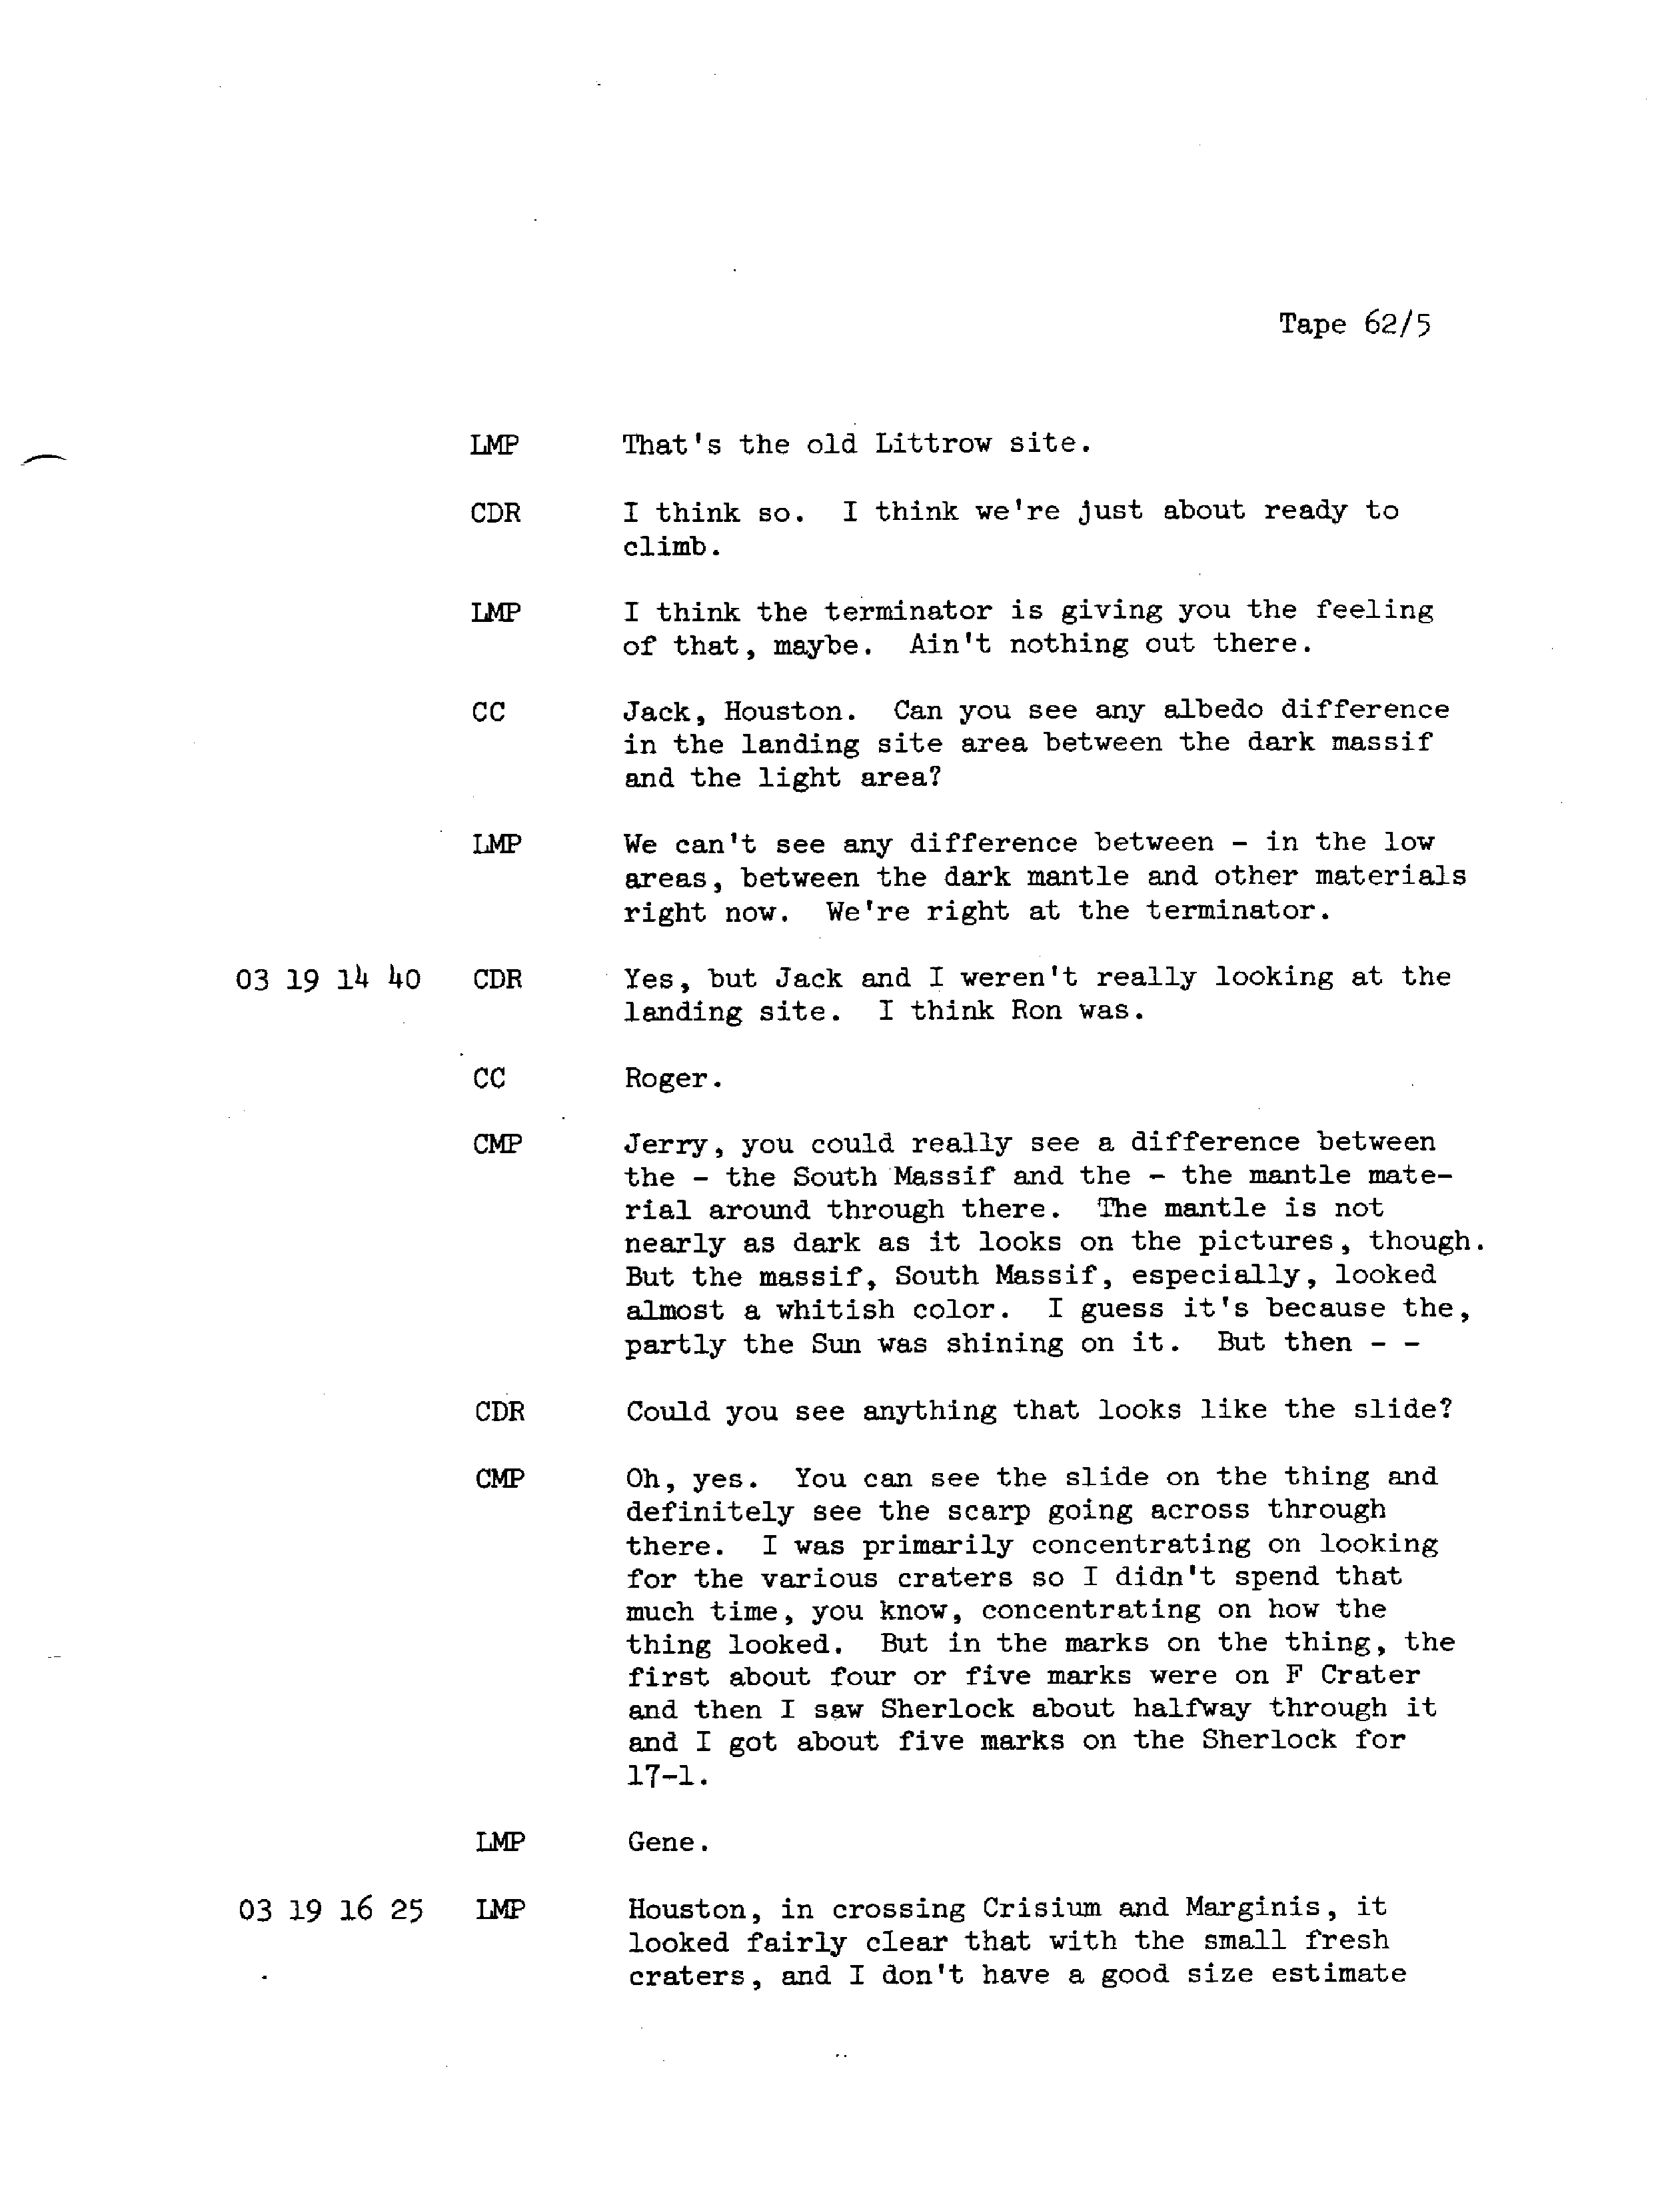 Tape 62/5
LMP That's the old Littrow site.
CDR I think so. I think we're just about ready to
climb.
LMP I think the terminator is giving you the feeling
of that, maybe. Ain't nothing out there.
CC Jack, Houston. Can you see any albedo difference
in the landing site area between the dark massif
and the light area?
LMP We can't see any difference between - in the low
areas, between the dark mantle and other materials
right now. We're right at the terminator.
03 19 14 40 CDR Yes, but Jack and I weren't really looking at the
landing site. I think Ron was.
CC Roger.
CMP Jerry, you could really see a difference between
the - the South Massif and the - the mantle mate-
rial around through there. The mantle is not
nearly as dark as it looks on the pictures, though.
But the massif, South Massif, especially, looked
almost a whitish color. I guess it's because the,
partly the Sun was shining on it. But then - -
CDR Could you see anything that looks like the slide?
CMP Oh, yes. You can see the slide on the thing and
definitely see the scarp going across through
there. I was primarily concentrating on looking
for the various craters so I didn't spend that
much time, you know, concentrating on how the
thing looked. But in the marks on the thing, the
first about four or five marks were on F Crater
and then I saw Sherlock about halfway through it
and I got about five marks on the Sherlock for
17-1.
LMP Gene.
03 19 16 25 LMP Houston, in crossing Crisium and Marginis, it
looked fairly clear that with the small fresh
craters, and I don't have a good size estimate